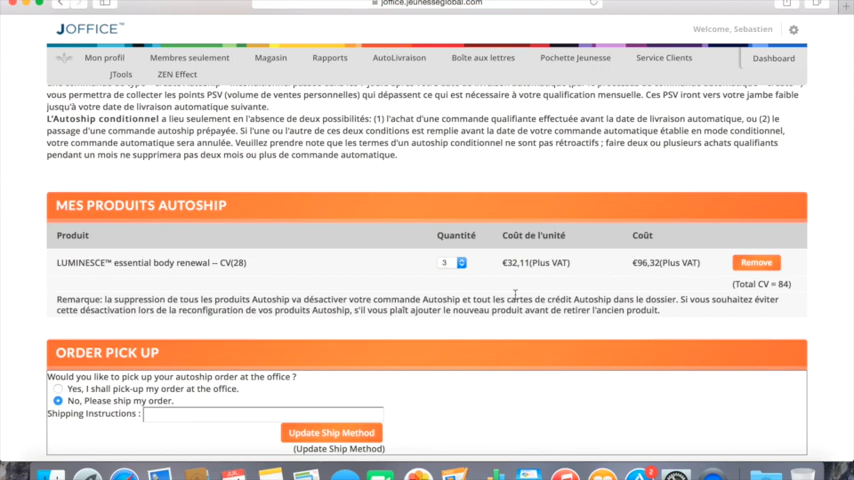 joffice.jeunesseglobal.com
JOFFICE™
Welcome, Sebastien
Mon profil Membres seulement Magasin Rapports AutoLivraison Boîte aux lettres Pochette Jeunesse Service Clients Dashboard
JTools ZEN Effect
vous permettra de collecter les points PSV (volume de ventes personnelles) qui dépassent ce qui est nécessaire à votre qualification mensuelle. Ces PSV iront vers votre jambe faible
jusqu'à votre date de livraison automatique suivante.
L'Autoship conditionnel a lieu seulement en l'absence de deux possibilités: (1) l'achat d'une commande qualifiante effectuée avant la date de livraison automatique, ou (2) le
passage d'une commande autoship prépayée. Si l'un ou l'autre de ces deux conditions est remplie avant la date de votre commande automatique établie en mode conditionnel,
votre commande automatique sera annulée. Veuillez prendre note que les termes d'un autoship conditionnel ne sont pas rétroactifs ; faire deux ou plusieurs achats qualifiants
pendant un mois ne supprimera pas deux mois ou plus de commande automatique.
MES PRODUITS AUTOSHIP
Produit Quantité Coût de l'unité Coût
LUMINESCE™ essential body renewal -- CV(28) 3 €32,11(Plus VAT) €96,32(Plus VAT) Remove
(Total CV = 84)
Remarque: la suppression de tous les produits Autoship va désactiver votre commande Autoship et tout les cartes de crédit Autoship dans le dossier. Si vous souhaitez éviter
cette désactivation lors de la reconfiguration de vos produits Autoship, s'il vous plaît ajouter le nouveau produit avant de retirer l'ancien produit.
ORDER PICK UP
Would you like to pick up your autoship order at the office ?
Yes, I shall pick-up my order at the office.
No, Please ship my order.
Shipping Instructions :
Update Ship Method
(Update Ship Method)
2